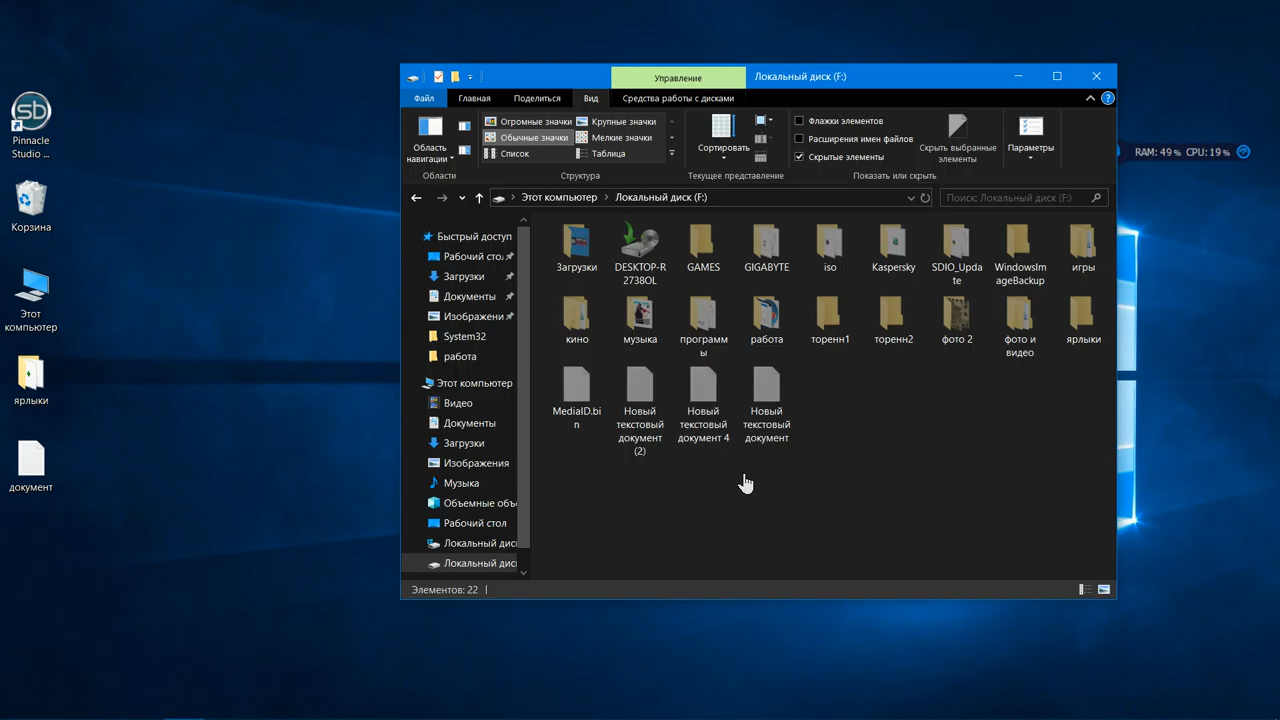 Pinnacle
Studio ...
Корзина
Этот
компьютер
ярлыки
документ
Управление
Локальный диск (F:)
Файл
Главная
Поделиться
Вид
Средства работы с дисками
Область
навигации
Области
Огромные значки
Крупные значки
Обычные значки
Мелкие значки
Список
Таблица
Структура
Сортировать
Текущее представление
Флажки элементов
Расширения имен файлов
Скрытые элементы
Скрыть выбранные
элементы
Показать или скрыть
Параметры
Этот компьютер
Локальный диск (F:)
Поиск: Локальный диск (F:)
Быстрый доступ
Рабочий сто.
Загрузки
Документы
Изображени
System32
работа
Этот компьютер
Видео
Документы
Загрузки
Изображения
Музыка
Объемные объ
Рабочий стол
Локальный дис
Локальный дис
Загрузки
DESKTOP-R
2738OL
GAMES
GIGABYTE
iso
Kaspersky
SDIO_Upda
te
WindowsIm
ageBackup
игры
кино
музыка
программ
ы
работа
торенн1
торенн2
фото 2
фото и
видео
ярлыки
MediaID.bi
n
Новый
текстовый
документ
(2)
Новый
текстовый
документ 4
Новый
текстовый
документ
Элементов: 22
RAM: 49 % CPU: 19 %